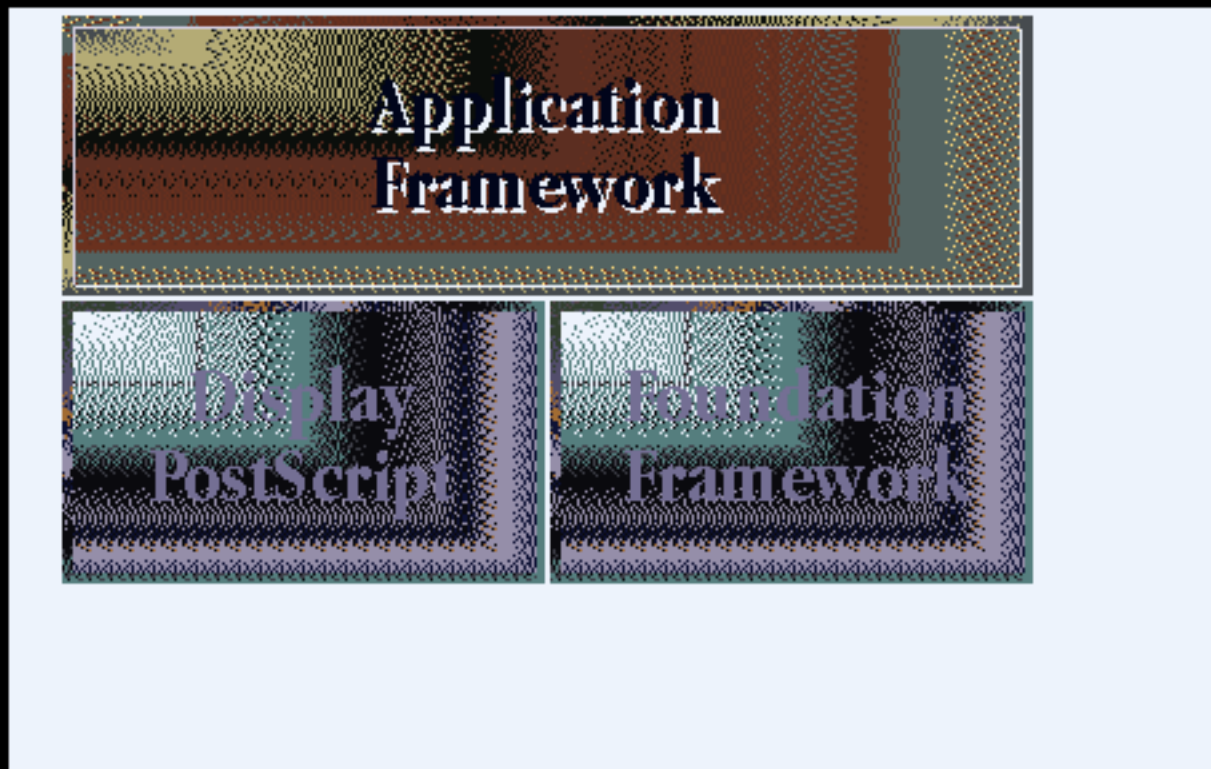 Application
Framework
Display
PostScript
Foundation
Framework